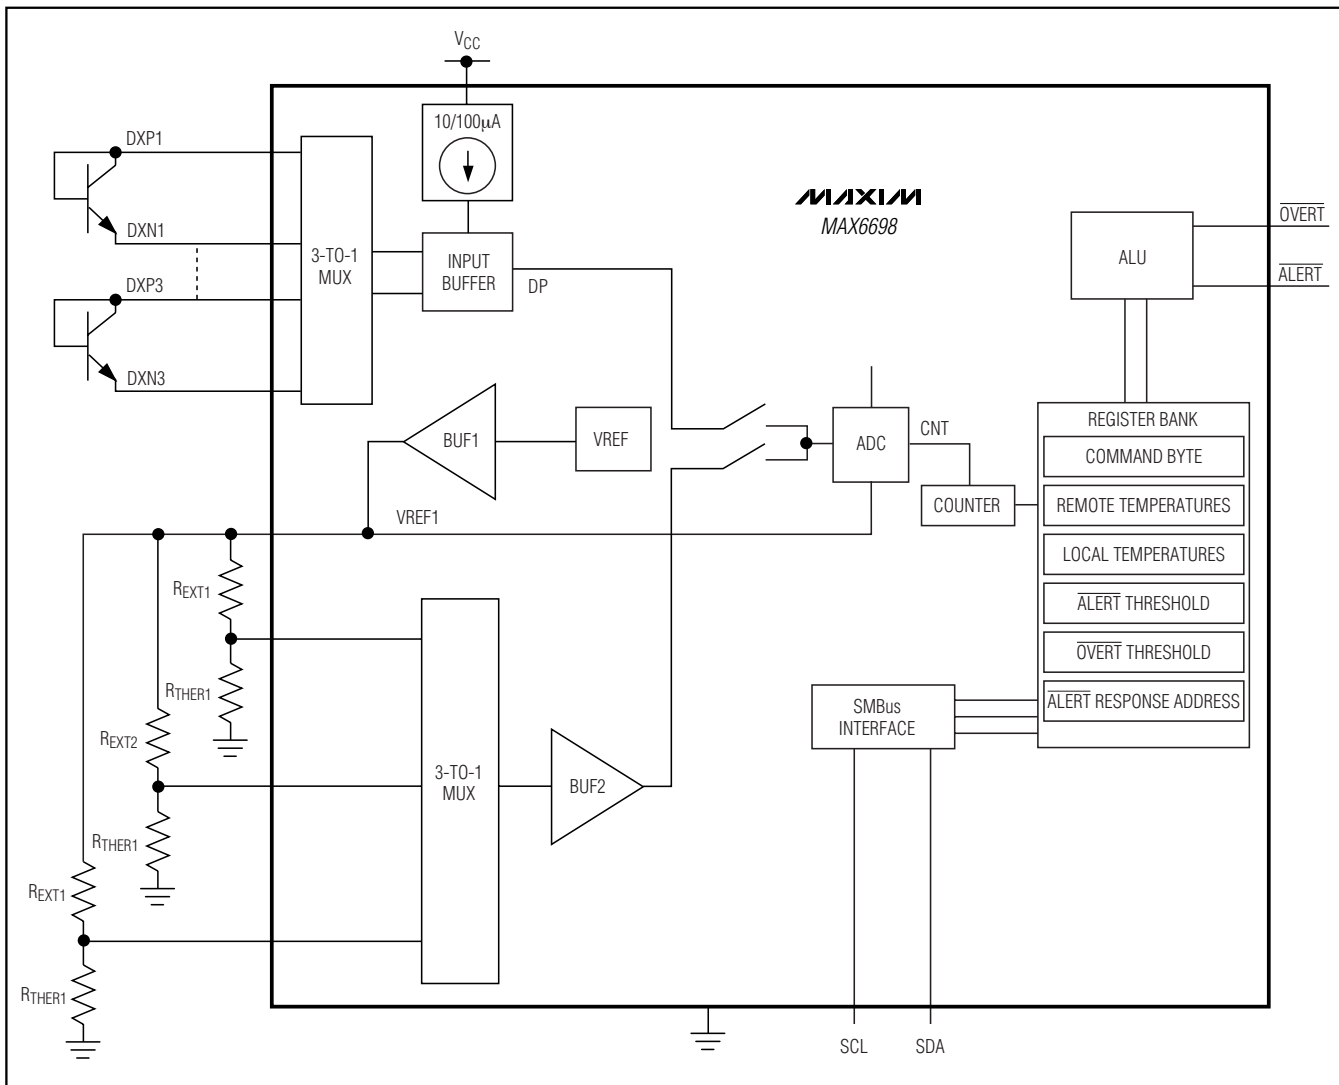 VCC
10/100µA
DXP1
DXN1
DXP3
DXN3
3-TO-1
MUX
INPUT
BUFFER
DP
MAXIM
MAX6698
ALU
OVERT
ALERT
BUF1
VREF
ADC
CNT
COUNTER
VREF1
REGISTER BANK
COMMAND BYTE
REMOTE TEMPERATURES
LOCAL TEMPERATURES
ALERT THRESHOLD
OVERT THRESHOLD
ALERT RESPONSE ADDRESS
REXT1
RTHER1
REXT2
RTHER1
REXT1
RTHER1
3-TO-1
MUX
BUF2
SMBus
INTERFACE
SCL
SDA